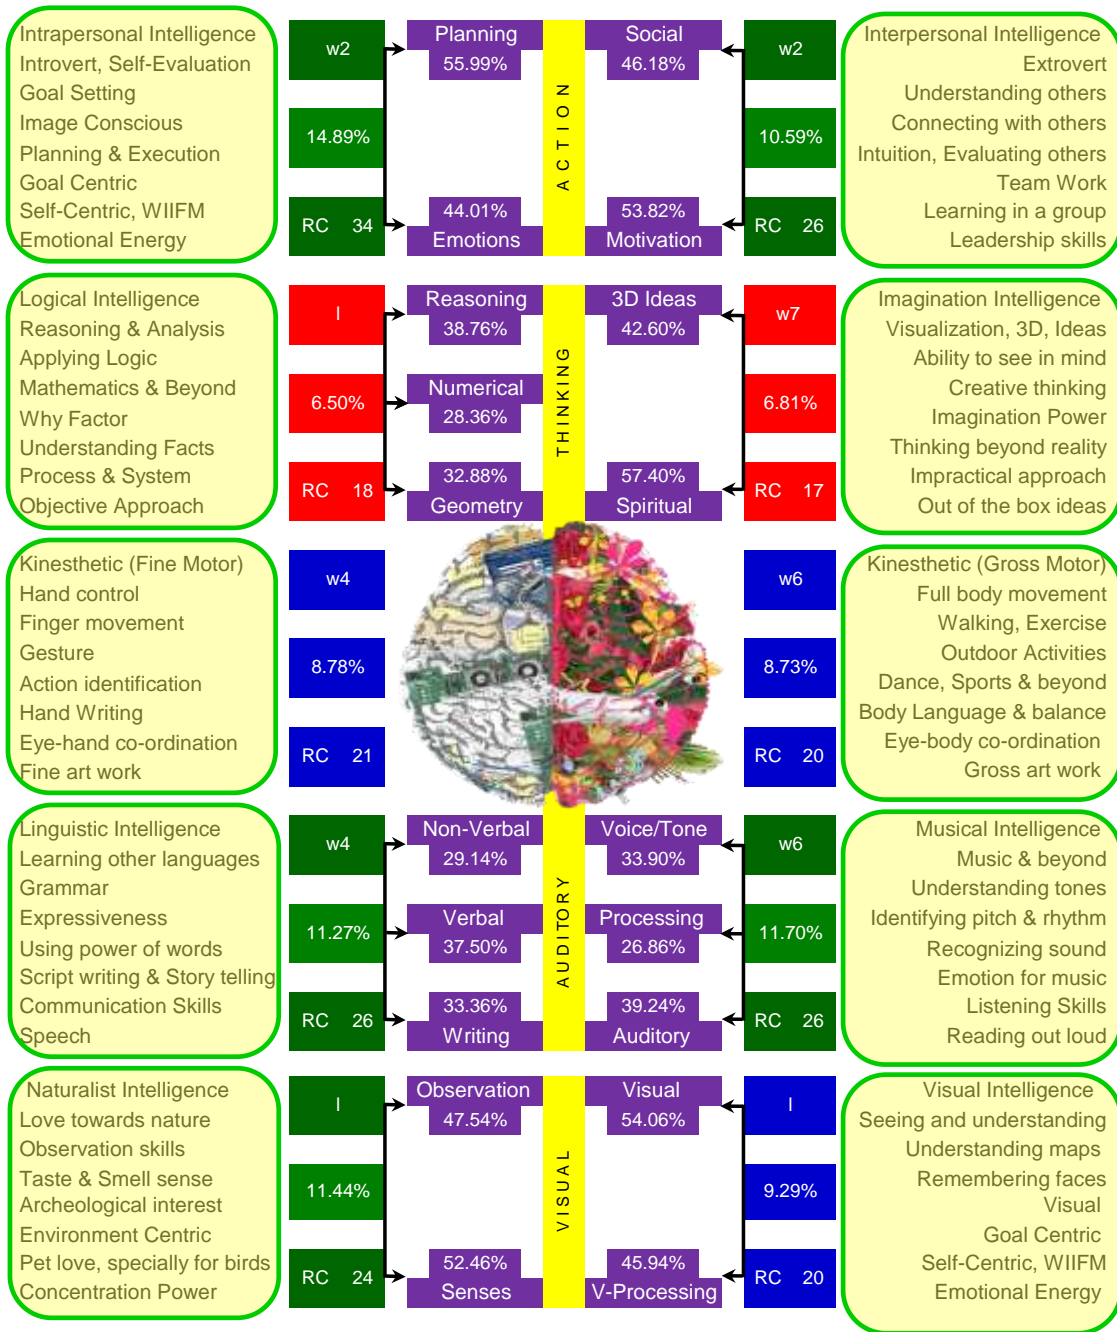 Intrapersonal Intelligence
Introvert, Self-Evaluation
Goal Setting
Image Conscious
Planning & Execution
Goal Centric
Self-Centric, WIIFM
Emotional Energy
w2
14.89%
RC 34
Planning
55.99%
44.01%
Emotions
ACTION
Social
46.18%
53.82%
Motivation
w2
10.59%
RC 26
Interpersonal Intelligence
Extrovert
Understanding others
Connecting with others
Intuition, Evaluating others
Team Work
Learning in a group
Leadership skills
Logical Intelligence
Reasoning & Analysis
Applying Logic
Mathematics & Beyond
Why Factor
Understanding Facts
Process & System
Objective Approach
l
6.50%
RC 18
Reasoning
38.76%
Numerical
28.36%
32.88%
Geometry
THINKING
3D Ideas
42.60%
57.40%
Spiritual
w7
6.81%
RC 17
Imagination Intelligence
Visualization, 3D, Ideas
Ability to see in mind
Creative thinking
Imagination Power
Thinking beyond reality
Impractical approach
Out of the box ideas
Kinesthetic (Fine Motor)
Hand control
Finger movement
Gesture
Action identification
Hand Writing
Eye-hand co-ordination
Fine art work
w4
8.78%
RC 21
w6
8.73%
RC 20
Kinesthetic (Gross Motor)
Full body movement
Walking, Exercise
Outdoor Activities
Dance, Sports & beyond
Body Language & balance
Eye-body co-ordination
Gross art work
Linguistic Intelligence
Learning other languages
Grammar
Expressiveness
Using power of words
Script writing & Story telling
Communication Skills
Speech
w4
11.27%
RC 26
Non-Verbal
29.14%
Verbal
37.50%
33.36%
Writing
AUDITORY
Voice/Tone
33.90%
Processing
26.86%
39.24%
Auditory
w6
11.70%
RC 26
Musical Intelligence
Music & beyond
Understanding tones
Identifying pitch & rhythm
Recognizing sound
Emotion for music
Listening Skills
Reading out loud
Naturalist Intelligence
Love towards nature
Observation skills
Taste & Smell sense
Archeological interest
Environment Centric
Pet love, specially for birds
Concentration Power
l
11.44%
RC 24
Observation
47.54%
52.46%
Senses
VISUAL
Visual
54.06%
45.94%
V-Processing
l
9.29%
RC 20
Visual Intelligence
Seeing and understanding
Understanding maps
Remembering faces
Visual
Goal Centric
Self-Centric, WIIFM
Emotional Energy